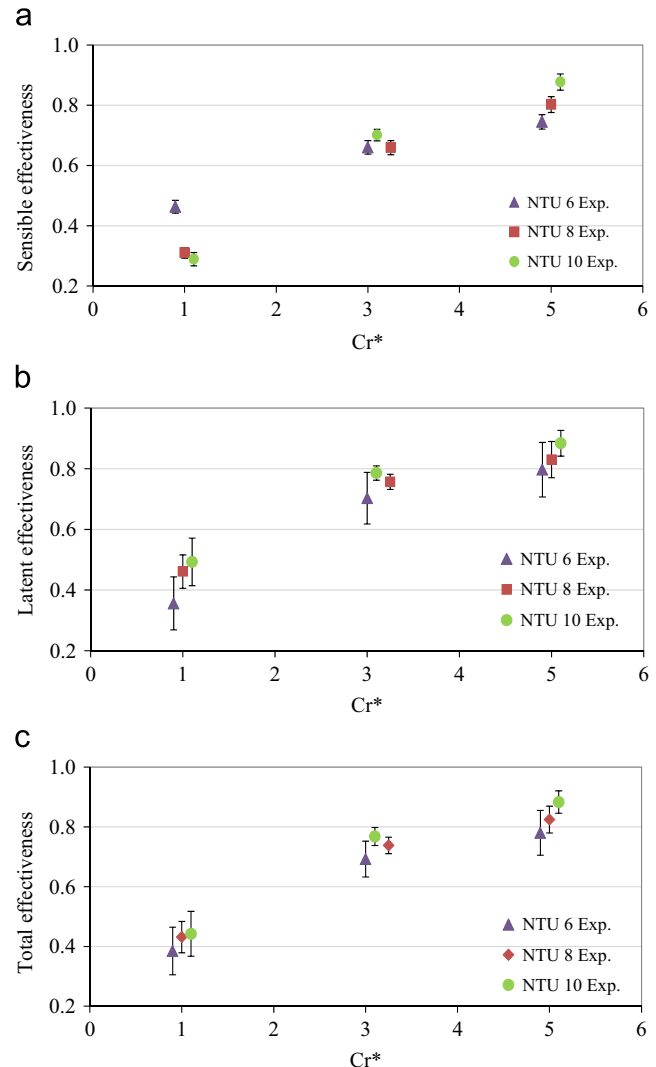 a
1.0
0.8
0.6
0.4
0.2
Sensible effectiveness
NTU 6 Exp.
NTU 8 Exp.
NTU 10 Exp.
0 1 2 3 4 5 6
Cr*
b
1.0
0.8
0.6
0.4
0.2
Latent effectiveness
NTU 6 Exp.
NTU 8 Exp.
NTU 10 Exp.
0 1 2 3 4 5 6
Cr*
c
1.0
0.8
0.6
0.4
0.2
Total effectiveness
NTU 6 Exp.
NTU 8 Exp.
NTU 10 Exp.
0 1 2 3 4 5 6
Cr*